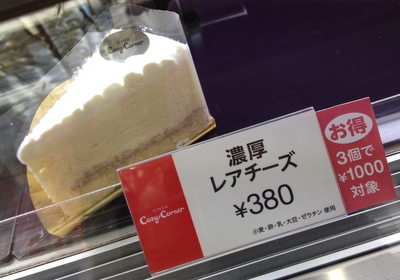 Cozy Corner
濃厚
レアチーズ
¥380
小麦・卵・乳・大豆・ゼラチン 使用
GINZA
Cozy Corner
お得
3個で
¥1000
対象